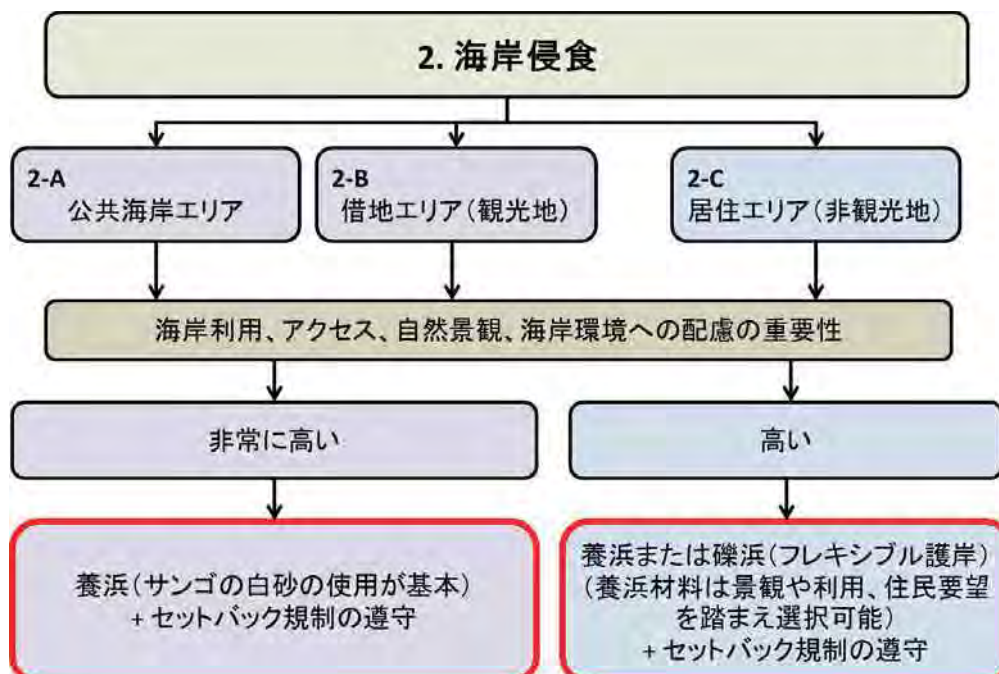 2. 海岸侵食
2-A
公共海岸エリア
2-B
借地エリア(観光地)
2-C
居住エリア(非観光地)
海岸利用、アクセス、自然景観、海岸環境への配慮の重要性
非常に高い
高い
養浜(サンゴの白砂の使用が基本)
+ セットバック規制の遵守
養浜または礫浜(フレキシブル護岸)
(養浜材料は景観や利用、住民要望
を踏まえ選択可能)
+ セットバック規制の遵守